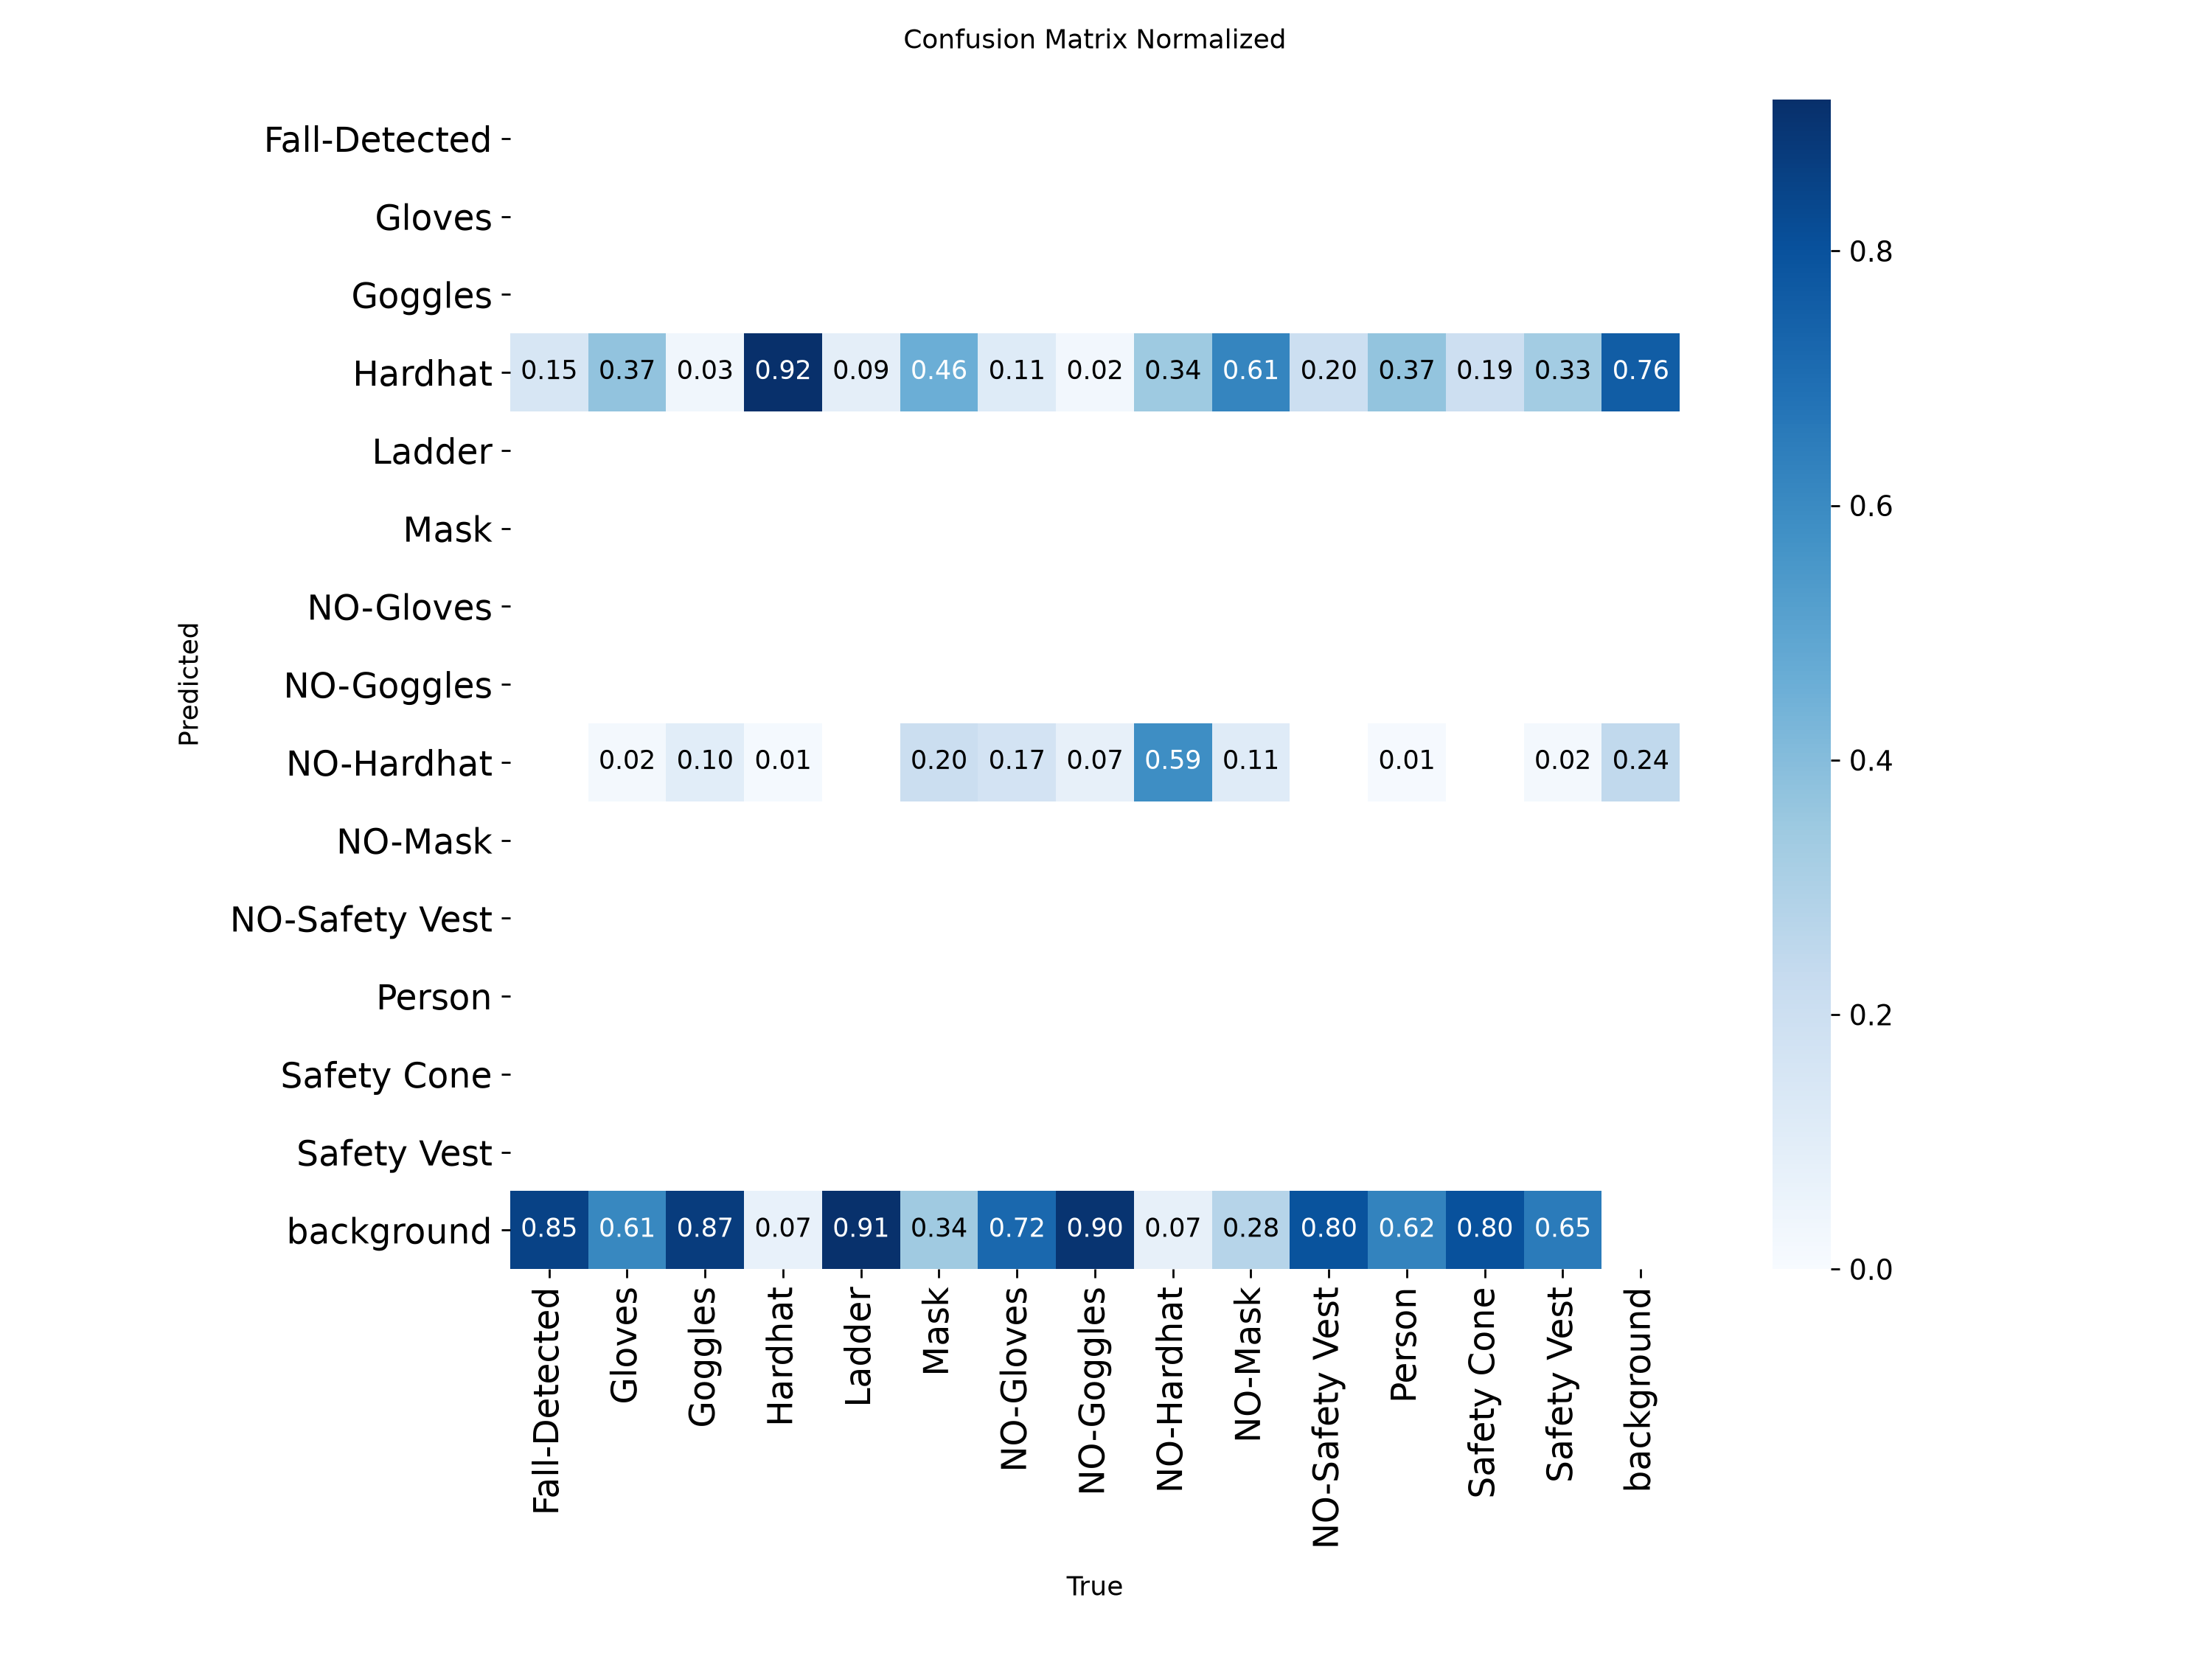 Confusion Matrix Normalized
Fall-Detected
Gloves
Goggles
Hardhat 0.15 0.37 0.03 0.92 0.09 0.46 0.11 0.02 0.34 0.61 0.20 0.37 0.19 0.33 0.76
Ladder
Mask
NO-Gloves
NO-Goggles
NO-Hardhat 0.02 0.10 0.01 0.20 0.17 0.07 0.59 0.11 0.01 0.02 0.24
NO-Mask
NO-Safety Vest
Person
Safety Cone
Safety Vest
background 0.85 0.61 0.87 0.07 0.91 0.34 0.72 0.90 0.07 0.28 0.80 0.62 0.80 0.65
Predicted
Fall-Detected
Gloves
Goggles
Hardhat
Ladder
Mask
NO-Gloves
NO-Goggles
NO-Hardhat
NO-Mask
NO-Safety Vest
Person
Safety Cone
Safety Vest
background
True
0.8
0.6
0.4
0.2
0.0